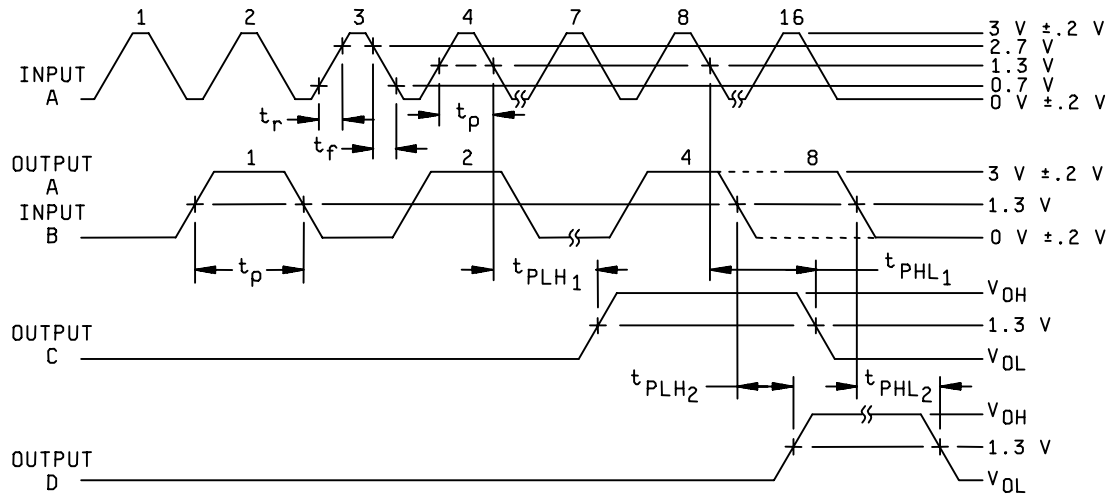 1 2 3 4 7 8 16
3 V ±.2 V
2.7 V
1.3 V
0.7 V
0 V ±.2 V
INPUT
A
tr
tf
tp
OUTPUT
A
INPUT
B
1 2 4 8
3 V ±.2 V
1.3 V
0 V ±.2 V
tp
tPLH1
tPHL1
OUTPUT
C
VOH
1.3 V
VOL
tPLH2
tPHL2
OUTPUT
D
VOH
1.3 V
VOL